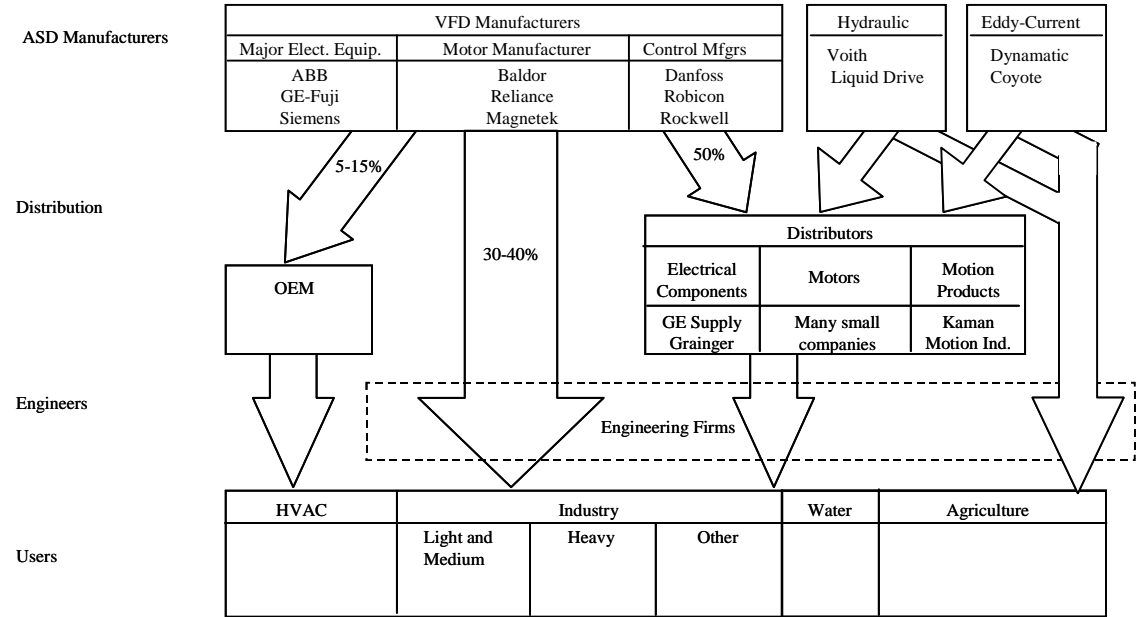 ASD Manufacturers
VFD Manufacturers
Major Elect. Equip.
ABB
GE-Fuji
Siemens
Motor Manufacturer
Baldor
Reliance
Magnetek
Control Mfgrs
Danfoss
Robicon
Rockwell
Hydraulic
Voith
Liquid Drive
Eddy-Current
Dynamatic
Coyote
5-15%
50%
30-40%
Distribution
OEM
Distributors
Electrical
Components
GE Supply
Grainger
Motors
Many small
companies
Motion
Products
Kaman
Motion Ind.
Engineers
Engineering Firms
Users
HVAC
Industry
Light and
Medium
Heavy
Other
Water
Agriculture